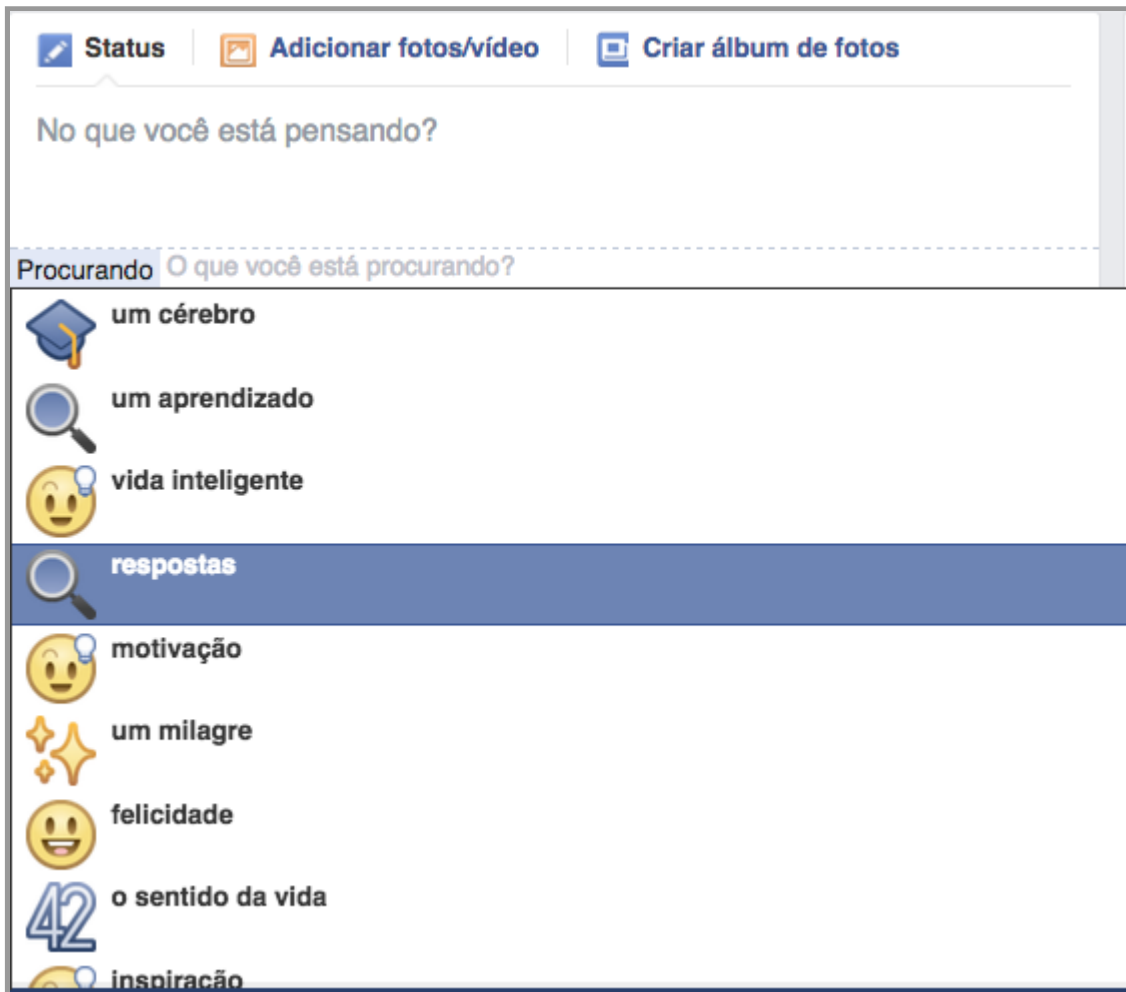 Status Adicionar fotos/vídeo Criar álbum de fotos
No que você está pensando?
Procurando O que você está procurando?
um cérebro
um aprendizado
vida inteligente
respostas
motivação
um milagre
felicidade
42 o sentido da vida
inspiração